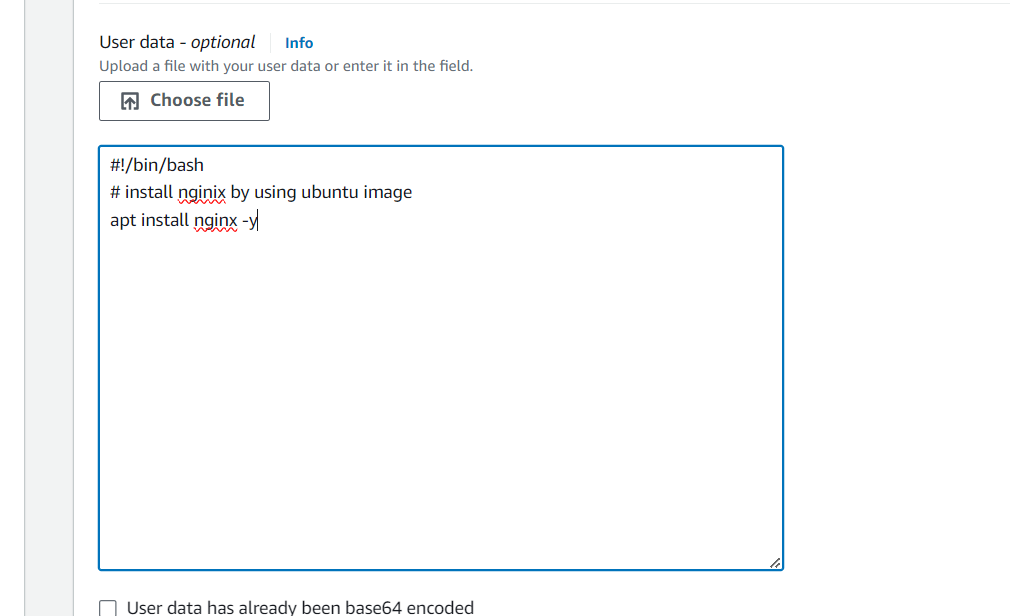 User data - optional Info
Upload a file with your user data or enter it in the field.
Choose file
#!/bin/bash
# install nginix by using ubuntu image
apt install nginx -y
User data has already been base64 encoded